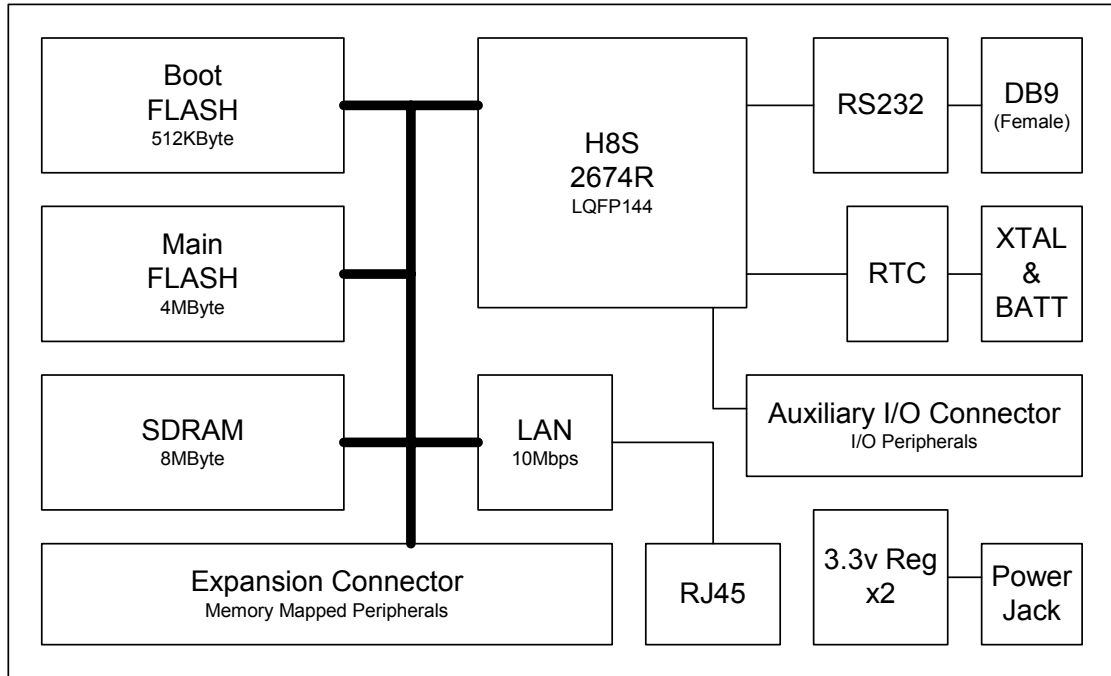 Boot
FLASH
512KByte
H8S
2674R
LQFP144
RS232
DB9
(Female)
Main
FLASH
4MByte
RTC
XTAL
&
BATT
SDRAM
8MByte
LAN
10Mbps
Auxiliary I/O Connector
I/O Peripherals
Expansion Connector
Memory Mapped Peripherals
RJ45
3.3v Reg
x2
Power
Jack